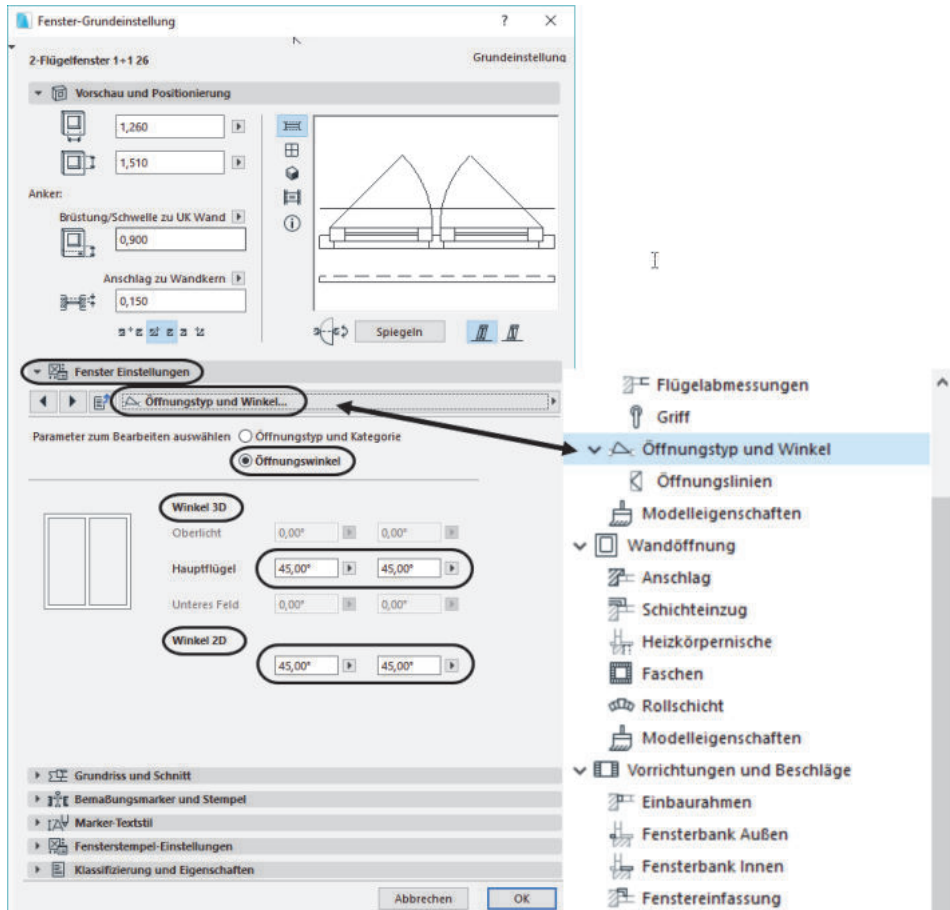 Fenster-Grundeinstellung ? ×
2-Flügelfenster 1+1 26 Grundeinstellung
Vorschau und Positionierung
1,260
1,510
Anker:
Brüstung/Schwelle zu UK Wand
0,900
Anschlag zu Wandkern
0,150
Spiegeln
Fenster Einstellungen
Öffnungstyp und Winkel...
Parameter zum Bearbeiten auswählen Öffnungstyp und Kategorie
Öffnungswinkel
Winkel 3D
Oberlicht 0,00° 0,00°
Hauptflügel 45,00° 45,00°
Unteres Feld 0,00° 0,00°
Winkel 2D
45,00° 45,00°
Grundriss und Schnitt
Bemaßungsmarker und Stempel
Marker-Textstil
Fensterstempel-Einstellungen
Klassifizierung und Eigenschaften
Abbrechen OK
Flügelabmessungen
Griff
Öffnungstyp und Winkel
Öffnungslinien
Modelleigenschaften
Wandöffnung
Anschlag
Schichteinzug
Heizkörpernische
Faschen
Rollschicht
Modelleigenschaften
Vorrichtungen und Beschläge
Einbaurahmen
Fensterbank Außen
Fensterbank Innen
Fenstereinfassung